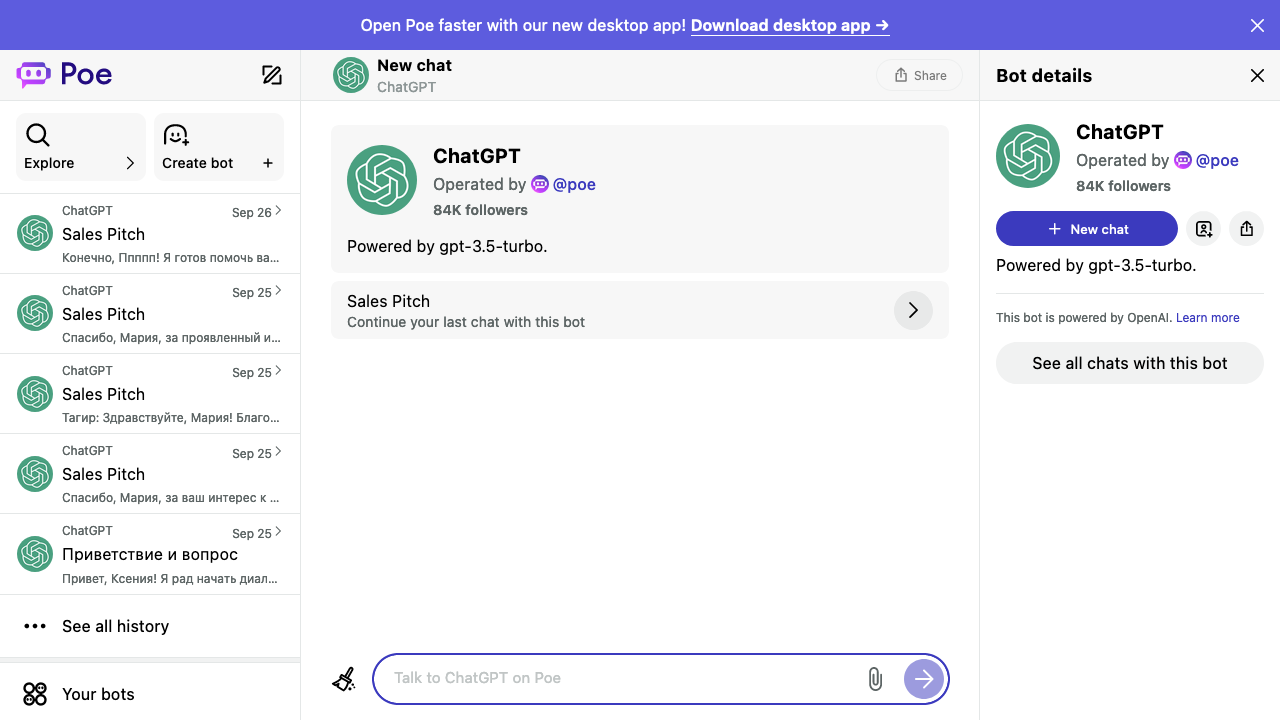 Open Poe faster with our new desktop app! Download desktop app →
Poe
Explore
Create bot
ChatGPT
Sep 26
Sales Pitch
Конечно, Ппппп! Я готов помочь ва...
ChatGPT
Sep 25
Sales Pitch
Спасибо, Мария, за проявленный и...
ChatGPT
Sep 25
Sales Pitch
Тагир: Здравствуйте, Мария! Благо...
ChatGPT
Sep 25
Sales Pitch
Спасибо, Мария, за ваш интерес к ...
ChatGPT
Sep 25
Приветствие и вопрос
Привет, Ксения! Я рад начать диал...
See all history
Your bots
New chat
ChatGPT
Share
ChatGPT
Operated by @poe
84K followers
Powered by gpt-3.5-turbo.
Sales Pitch
Continue your last chat with this bot
Talk to ChatGPT on Poe
Bot details
ChatGPT
Operated by @poe
84K followers
New chat
Powered by gpt-3.5-turbo.
This bot is powered by OpenAI. Learn more
See all chats with this bot